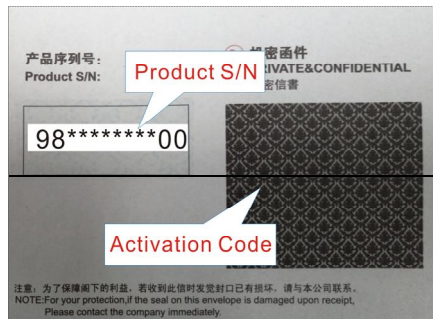 产品序列号:
Product S/N:
密函件
RIVATE&CONFIDENTIAL
密信書
Product S/N
98********00
Activation Code
注意: 为了保障阁下的利益, 若收到此信时发觉封口已有损坏, 请与本公司联系。
NOTE:For your protection,if the seal on this envelope is damaged upon receipt,
Please contact the company immediately.